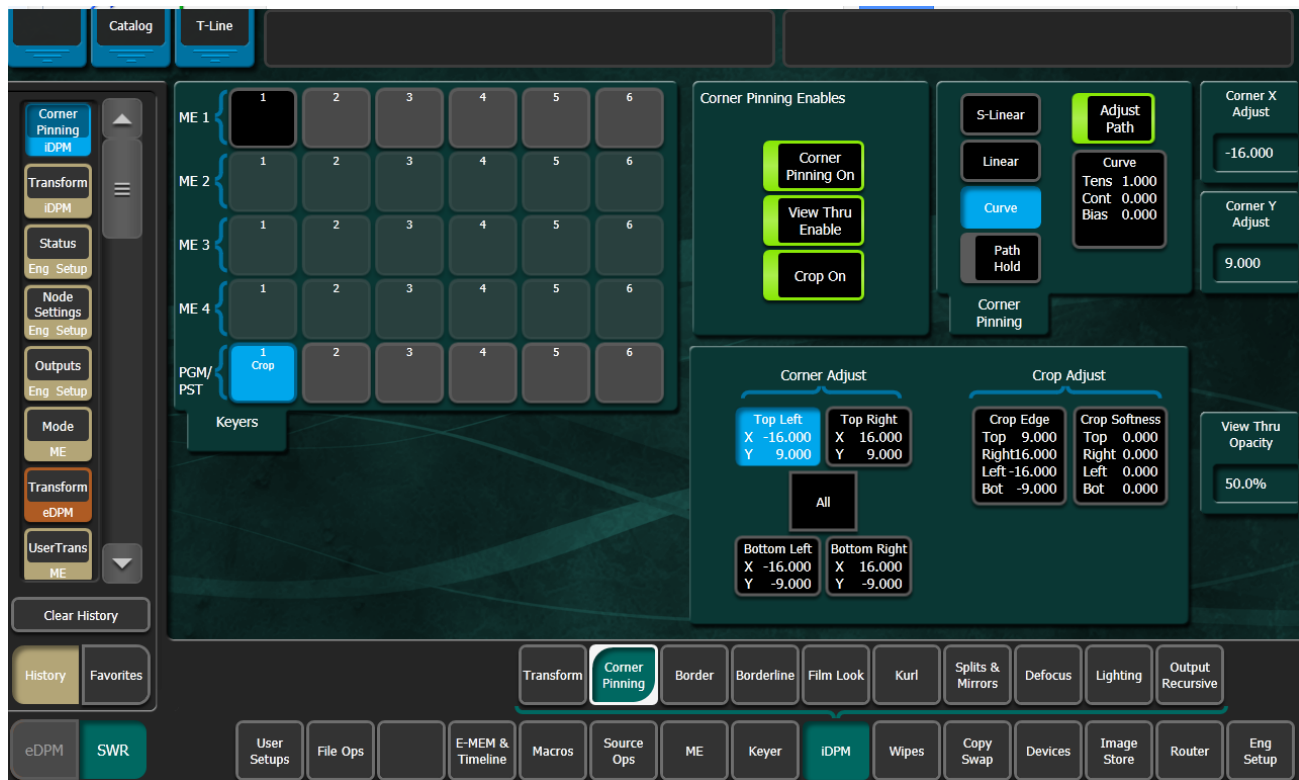 Catalog
T-Line
Corner
Pinning
iDPM
Transform
iDPM
Status
Eng Setup
Node
Settings
Eng Setup
Outputs
Eng Setup
Mode
ME
Transform
eDPM
UserTrans
ME
Clear History
History
Favorites
eDPM
SWR
ME 1
1 2 3 4 5 6
ME 2
1 2 3 4 5 6
ME 3
1 2 3 4 5 6
ME 4
1 2 3 4 5 6
PGM/
PST
1 2 3 4 5 6
Crop
Keyers
Corner Pinning Enables
Corner
Pinning On
View Thru
Enable
Crop On
S-Linear
Linear
Curve
Path
Hold
Adjust
Path
Curve
Tens 1.000
Cont 0.000
Bias 0.000
Corner
Pinning
Corner X
Adjust
-16.000
Corner Y
Adjust
9.000
Corner Adjust
Top Left
X -16.000
Y 9.000
Top Right
X 16.000
Y 9.000
All
Bottom Left
X -16.000
Y -9.000
Bottom Right
X 16.000
Y -9.000
Crop Adjust
Crop Edge
Top 9.000
Right16.000
Left -16.000
Bot -9.000
Crop Softness
Top 0.000
Right 0.000
Left 0.000
Bot 0.000
View Thru
Opacity
50.0%
Transform
Corner
Pinning
Border
Borderline
Film Look
Kurl
Splits &
Mirrors
Defocus
Lighting
Output
Recursive
User
Setups
File Ops
E-MEM &
Timeline
Macros
Source
Ops
ME
Keyer
iDPM
Wipes
Copy
Swap
Devices
Image
Store
Router
Eng
Setup